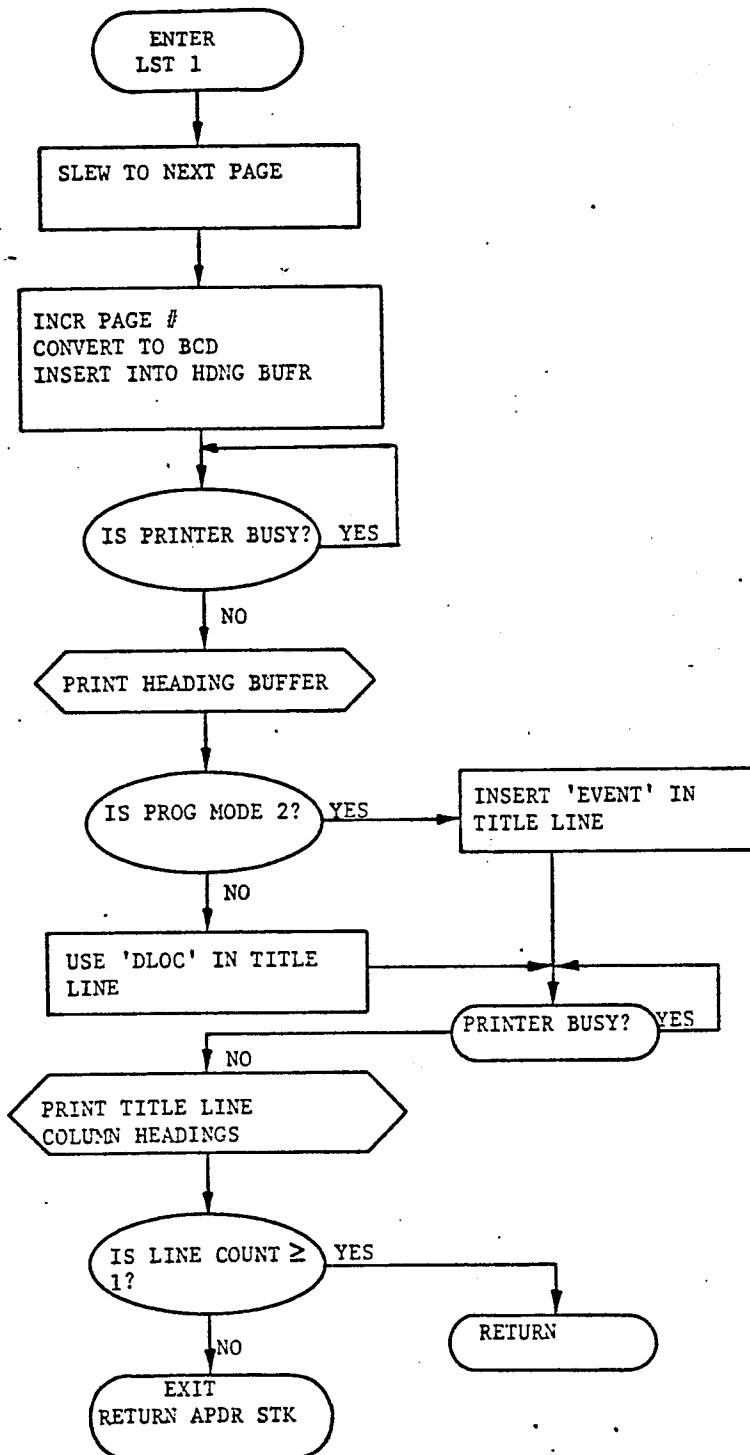 ENTER
LST 1
SLEW TO NEXT PAGE
INCR PAGE #
CONVERT TO BCD
INSERT INTO HDNG BUFR
IS PRINTER BUSY?
YES
NO
PRINT HEADING BUFFER
IS PROG MODE 2?
YES
INSERT 'EVENT' IN
TITLE LINE
NO
USE 'DLOC' IN TITLE
LINE
PRINTER BUSY?
YES
NO
PRINT TITLE LINE
COLUMN HEADINGS
IS LINE COUNT ≥
1?
YES
RETURN
NO
EXIT
RETURN APDR STK